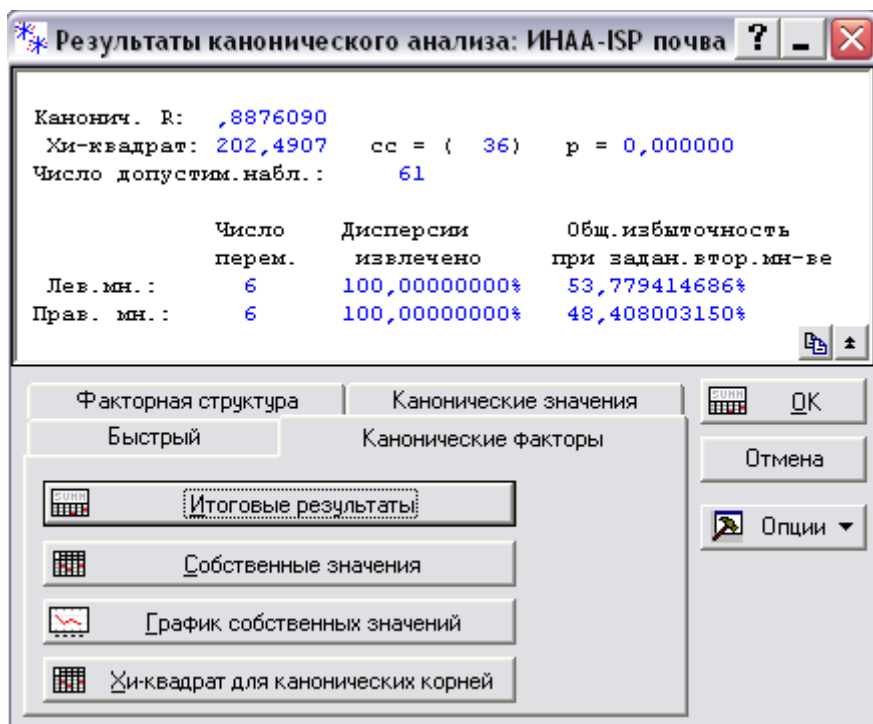 Результаты канонического анализа: ИНАА-ISP почва ?
Канонич. R: ,8876090
Хи-квадрат: 202,4907 сс = ( 36) p = 0,000000
Число допустим.набл.: 61
Число Дисперсии Общ.избыточность
перем. извлечено при задан.втор.мн-ве
Лев.мн.: 6 100,00000000% 53,779414686%
Прав. мн.: 6 100,00000000% 48,408003150%
Факторная структура Канонические значения
Быстрый Канонические факторы
SUMM Итоговые результаты
Собственные значения
График собственных значений
Хи-квадрат для канонических корней
SUMM OK
Отмена
Опции